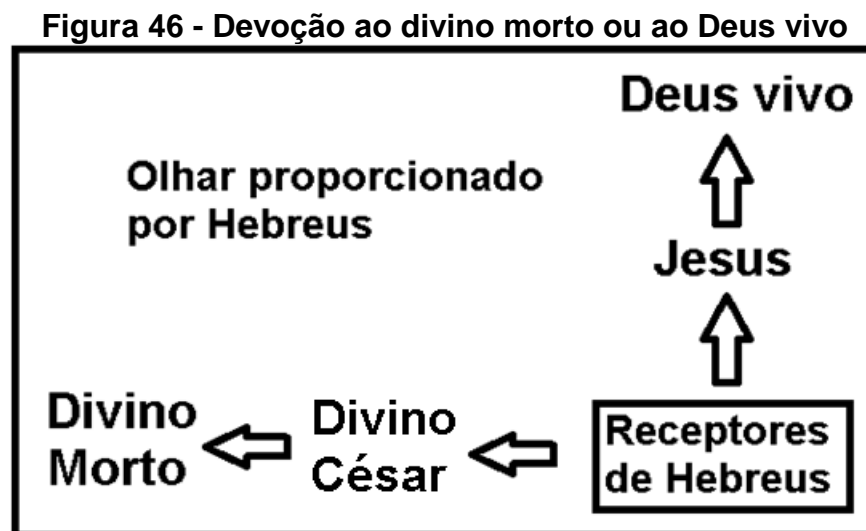 Figura 46 - Devoção ao divino morto ou ao Deus vivo
Deus vivo
Olhar proporcionado
por Hebreus
Jesus
Divino
Morto
Divino
César
Receptores
de Hebreus